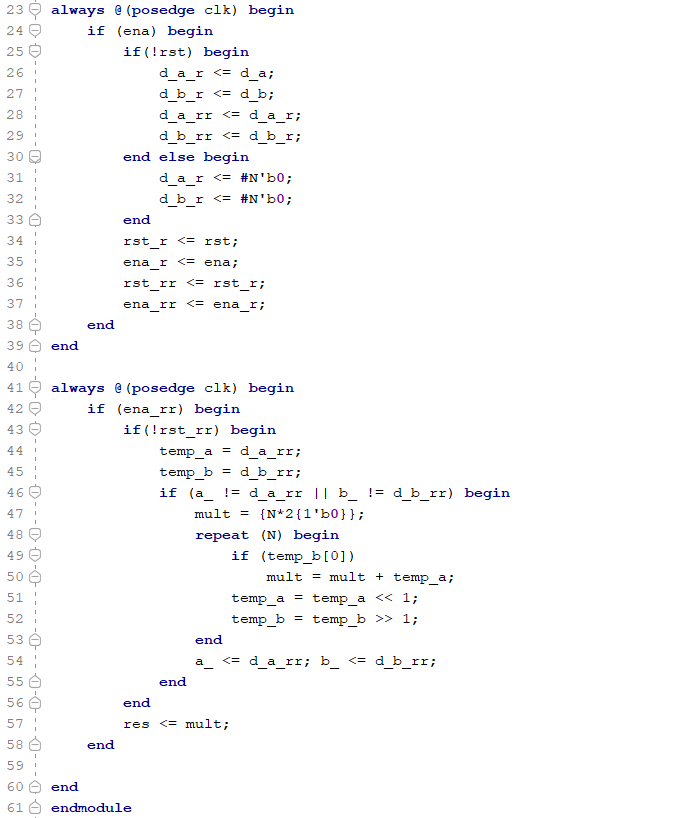 23 always @(posedge clk) begin
24     if (ena) begin
25         if(!rst) begin
26             d_a_r <= d_a;
27             d_b_r <= d_b;
28             d_a_rr <= d_a_r;
29             d_b_rr <= d_b_r;
30         end else begin
31             d_a_r <= #N'b0;
32             d_b_r <= #N'b0;
33         end
34         rst_r <= rst;
35         ena_r <= ena;
36         rst_rr <= rst_r;
37         ena_rr <= ena_r;
38     end
39 end
40
41 always @(posedge clk) begin
42     if (ena_rr) begin
43         if(!rst_rr) begin
44             temp_a = d_a_rr;
45             temp_b = d_b_rr;
46             if (a_ != d_a_rr || b_ != d_b_rr) begin
47                 mult = {N*2{1'b0}};
48                 repeat (N) begin
49                     if (temp_b[0])
50                         mult = mult + temp_a;
51                     temp_a = temp_a << 1;
52                     temp_b = temp_b >> 1;
53                 end
54                 a_ <= d_a_rr; b_ <= d_b_rr;
55             end
56         end
57         res <= mult;
58     end
59
60 end
61 endmodule